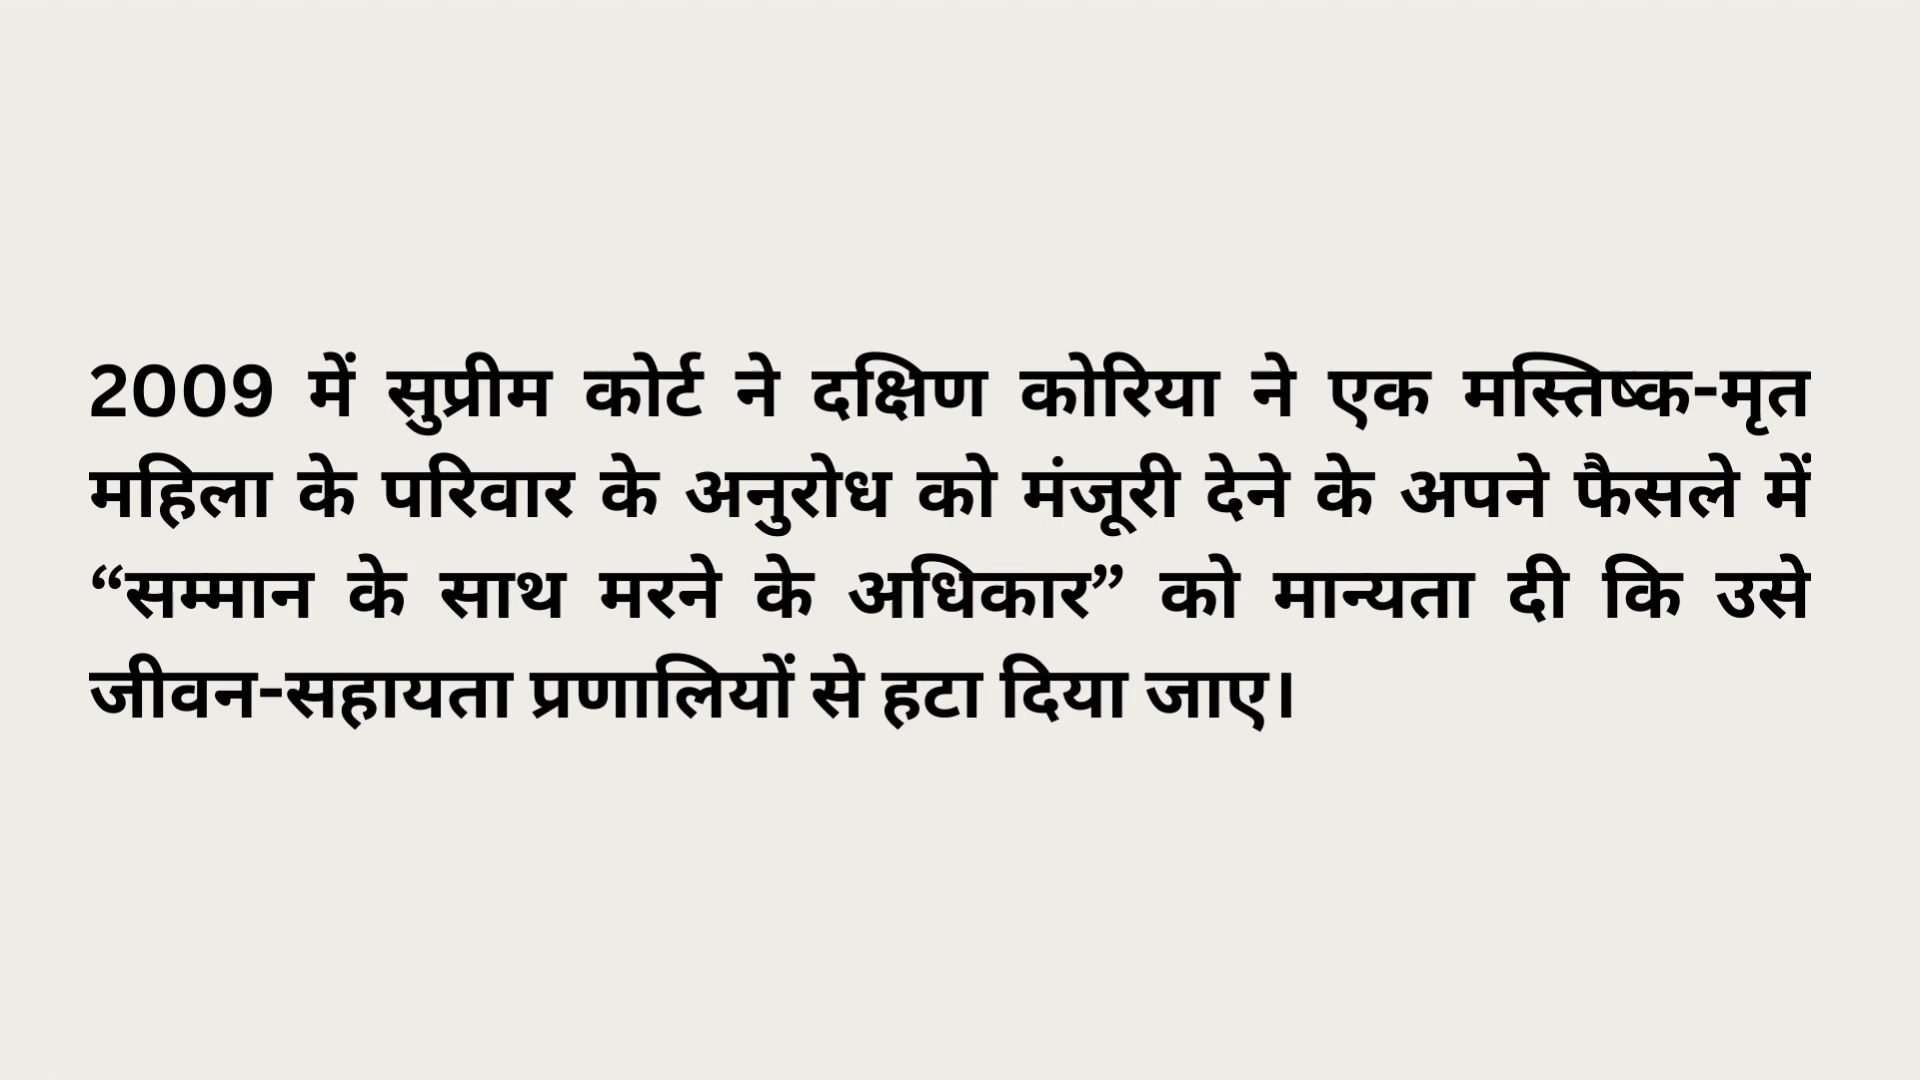 2009 में सुप्रीम कोर्ट ने दक्षिण कोरिया ने एक मस्तिष्क-मृत
महिला के परिवार के अनुरोध को मंजूरी देने के अपने फैसले में
“सम्मान के साथ मरने के अधिकार” को मान्यता दी कि उसे
जीवन-सहायता प्रणालियों से हटा दिया जाए।